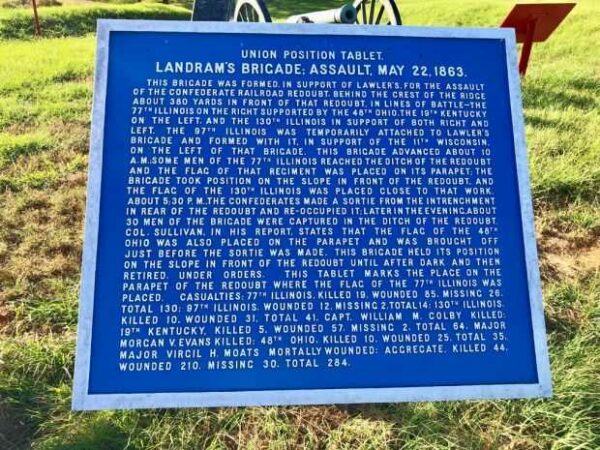 UNION POSITION TABLET.
LANDRAM'S BRIGADE; ASSAULT, MAY 22, 1863.
THIS BRIGADE WAS FORMED, IN SUPPORT OF LAWLER'S, FOR THE ASSAULT
OF THE CONFEDERATE RAILROAD REDOUBT, BEHIND THE CREST OF THE RIDGE
ABOUT 380 YARDS IN FRONT OF THAT REDOUBT, IN LINES OF BATTLE—THE
77TH ILLINOIS ON THE RIGHT SUPPORTED BY THE 48TH OHIO, THE 19TH KENTUCKY
ON THE LEFT, AND THE 130TH ILLINOIS IN SUPPORT OF BOTH RIGHT AND
LEFT. THE 97TH ILLINOIS WAS TEMPORARILY ATTACHED TO LAWLER'S
BRIGADE AND FORMED WITH IT, IN SUPPORT OF THE 11TH WISCONSIN,
ON THE LEFT OF THAT BRIGADE. THIS BRIGADE ADVANCED ABOUT 10
A.M. SOME MEN OF THE 77TH ILLINOIS REACHED THE DITCH OF THE REDOUBT
AND THE FLAG OF THAT REGIMENT WAS PLACED ON ITS PARAPET; THE
BRIGADE TOOK POSITION ON THE SLOPE IN FRONT OF THE REDOUBT, AND
THE FLAG OF THE 130TH ILLINOIS WAS PLACED CLOSE TO THAT WORK.
ABOUT 5:30 P.M. THE CONFEDERATES MADE A SORTIE FROM THE INTRENCHMENT
IN REAR OF THE REDOUBT AND RE-OCCUPIED IT; LATER IN THE EVENING, ABOUT
30 MEN OF THE BRIGADE WERE CAPTURED IN THE DITCH OF THE REDOUBT.
COL. SULLIVAN, IN HIS REPORT, STATES THAT THE FLAG OF THE 48TH
OHIO WAS ALSO PLACED ON THE PARAPET AND WAS BROUGHT OFF
JUST BEFORE THE SORTIE WAS MADE. THIS BRIGADE HELD ITS POSITION
ON THE SLOPE IN FRONT OF THE REDOUBT UNTIL AFTER DARK AND THEN
RETIRED, UNDER ORDERS. THIS TABLET MARKS THE PLACE ON THE
PARAPET OF THE REDOUBT WHERE THE FLAG OF THE 77TH ILLINOIS WAS
PLACED. CASUALTIES: 77TH ILLINOIS, KILLED 19, WOUNDED 85, MISSING 26,
TOTAL 130; 97TH ILLINOIS, WOUNDED 12, MISSING 2, TOTAL 14; 130TH ILLINOIS,
KILLED 10, WOUNDED 31, TOTAL 41, CAPT. WILLIAM M. COLBY KILLED;
19TH KENTUCKY, KILLED 5, WOUNDED 57, MISSING 2, TOTAL 64, MAJOR
MORGAN V. EVANS KILLED; 48TH OHIO, KILLED 10, WOUNDED 25, TOTAL 35,
MAJOR VIRGIL H. MOATS MORTALLY WOUNDED; AGGREGATE, KILLED 44,
WOUNDED 210, MISSING 30, TOTAL 284.